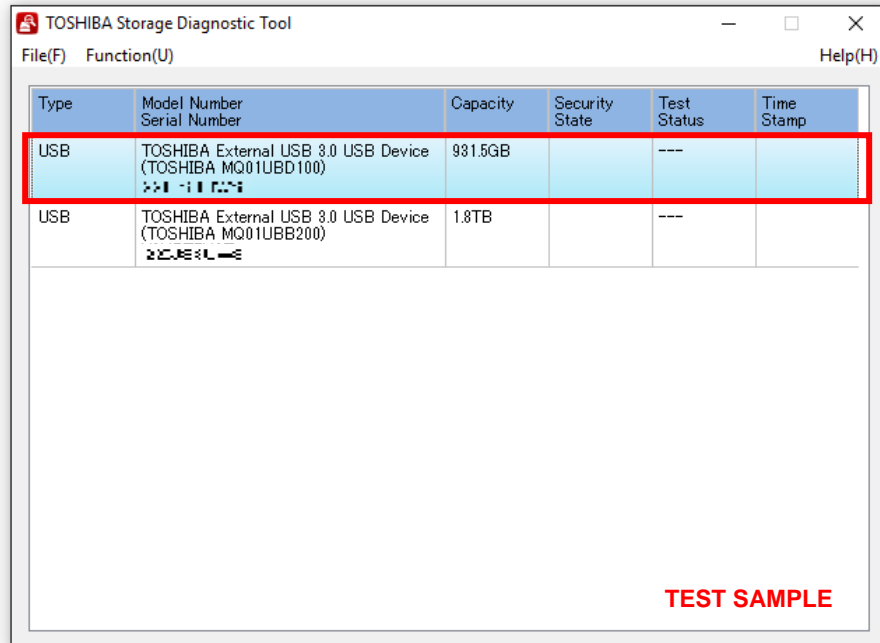 TOSHIBA Storage Diagnostic Tool
File(F) Function(U) Help(H)
Type Model Number Capacity Security Test Time
Serial Number State Status Stamp
USB TOSHIBA External USB 3.0 USB Device 931.5GB ---
(TOSHIBA MQ01UBD100)
USB TOSHIBA External USB 3.0 USB Device 1.8TB ---
(TOSHIBA MQ01UBB200)
TEST SAMPLE